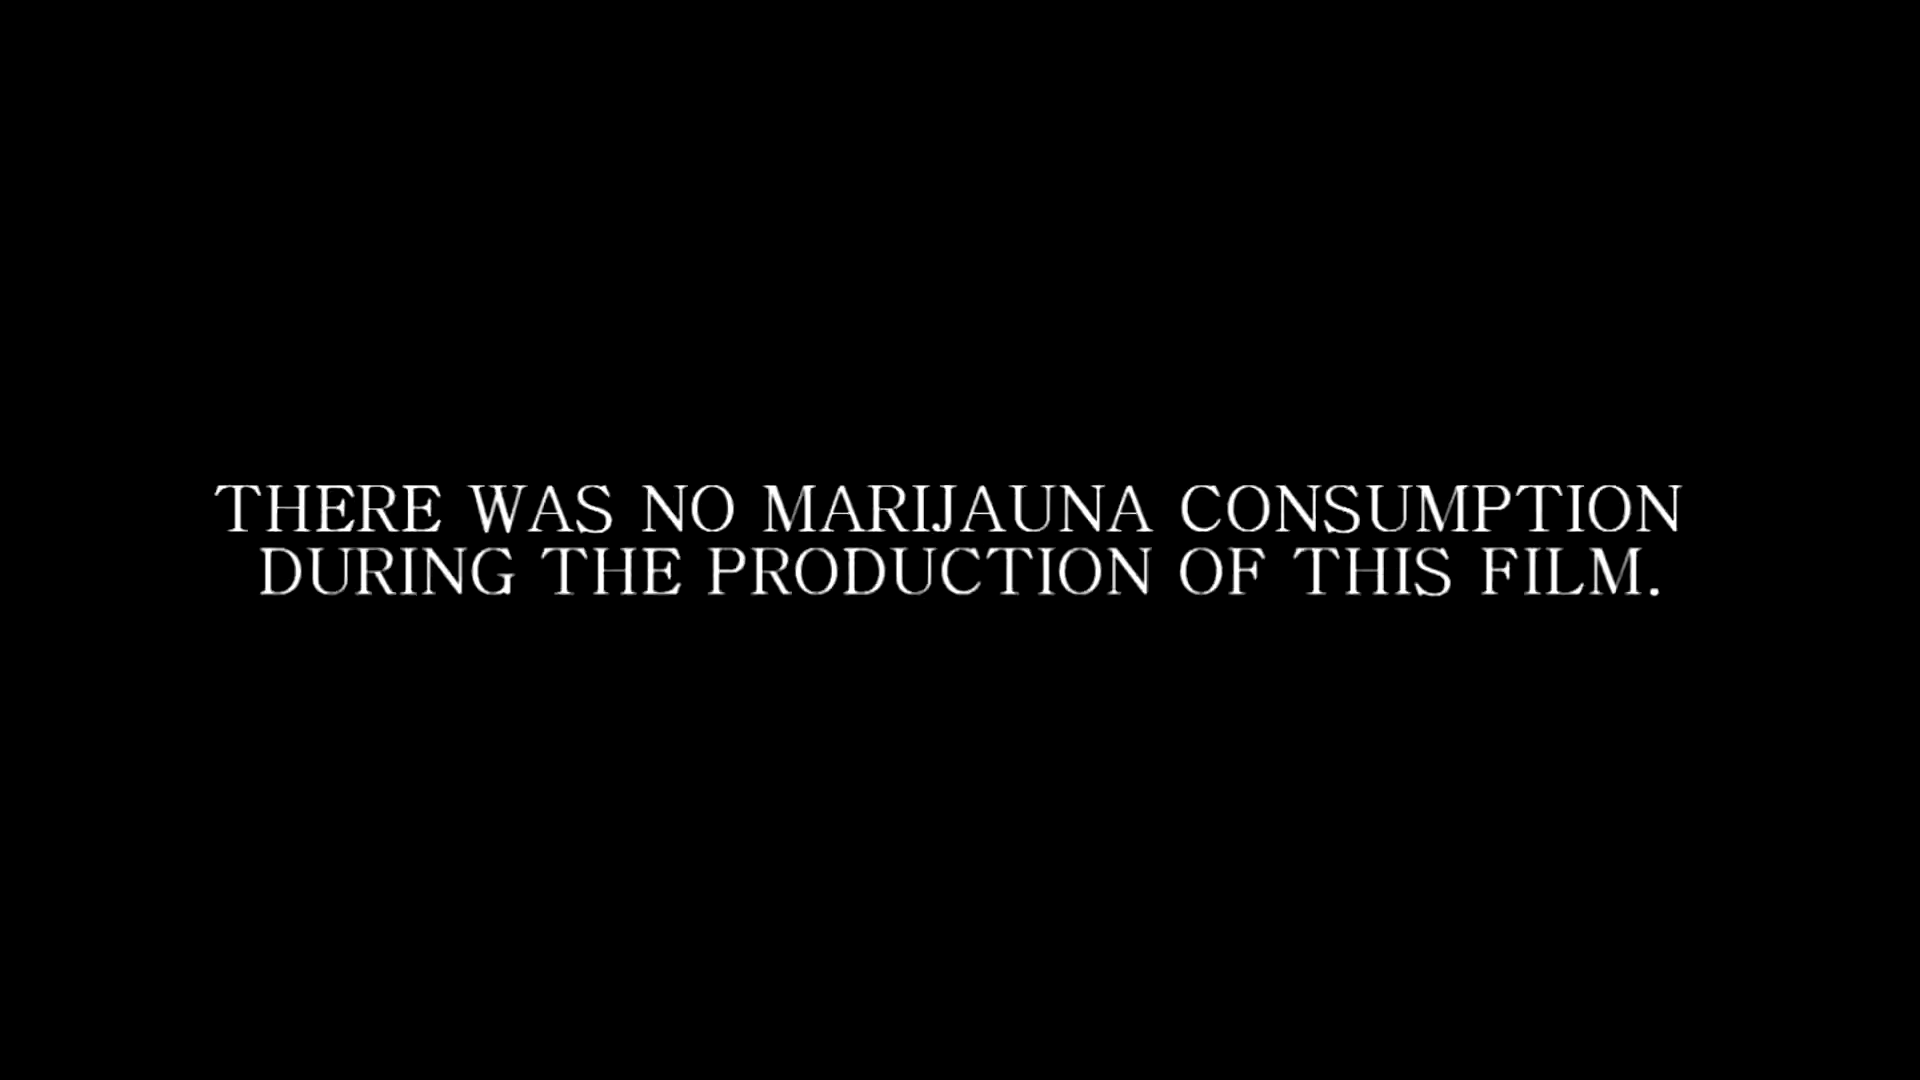 THERE WAS NO MARIJAUNA CONSUMPTION
DURING THE PRODUCTION OF THIS FILM.